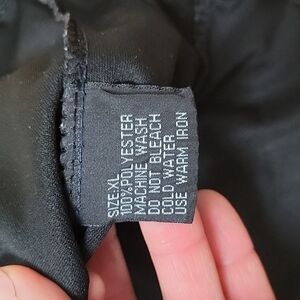 SIZE:XL
100%POLYESTER
MACHINE WASH
DO NOT BLEACH
COLD WATER
USE WARM IRON